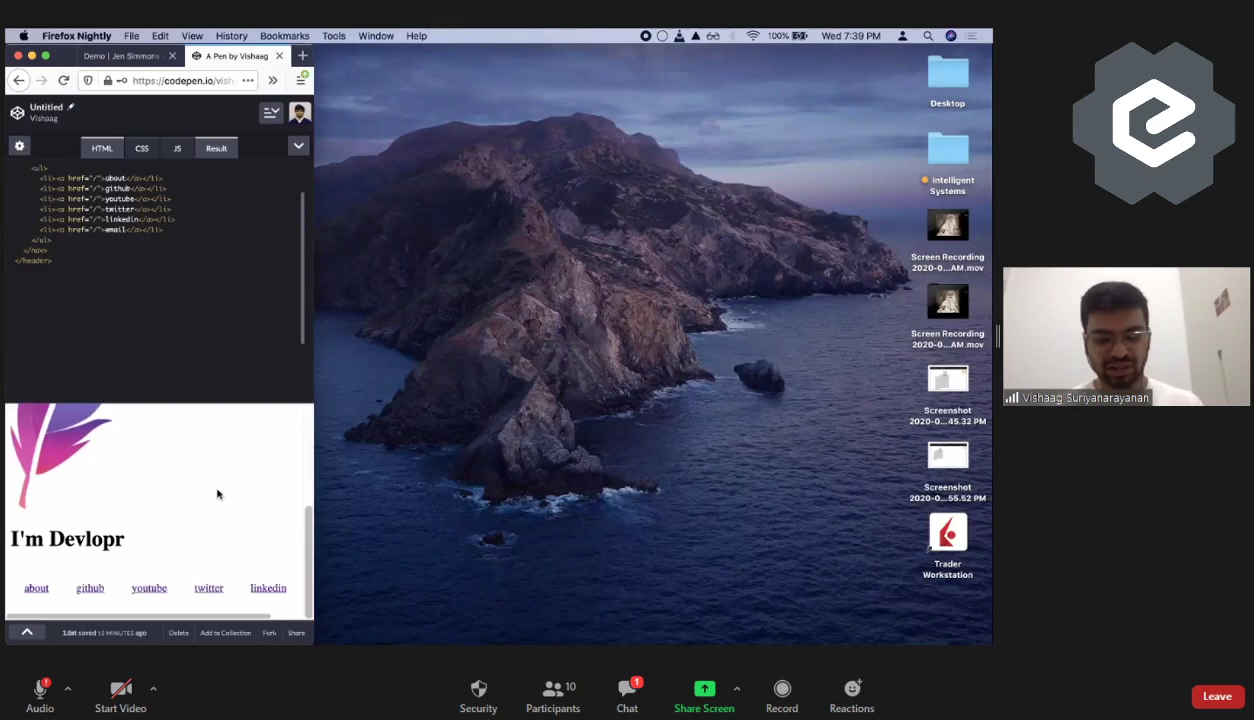 Firefox Nightly File Edit View History Bookmarks Tools Window Help
100% Wed 7:39 PM
Demo | Jen Simmons
A Pen by Vishaag
https://codepen.io/vish
Untitled
Vishaag
HTML CSS JS Result
<ul>
<li><a href="/">about</a></li>
<li><a href="/">github</a></li>
<li><a href="/">youtube</a></li>
<li><a href="/">twitter</a></li>
<li><a href="/">linkedin</a></li>
<li><a href="/">email</a></li>
</ul>
</nav>
</header>
I'm Devlopr
about github youtube twitter linkedin
Last saved 15 MINUTES ago Delete Add to Collection Fork Share
Desktop
Intelligent
Systems
Screen Recording
2020-0...AM.mov
Screen Recording
2020-0...AM.mov
Screenshot
2020-0...45.32 PM
Screenshot
2020-0...55.52 PM
Trader
Workstation
Vishaag Suriyanarayanan
Audio
Start Video
Security
Participants 10
Chat 1
Share Screen
Record
Reactions
Leave